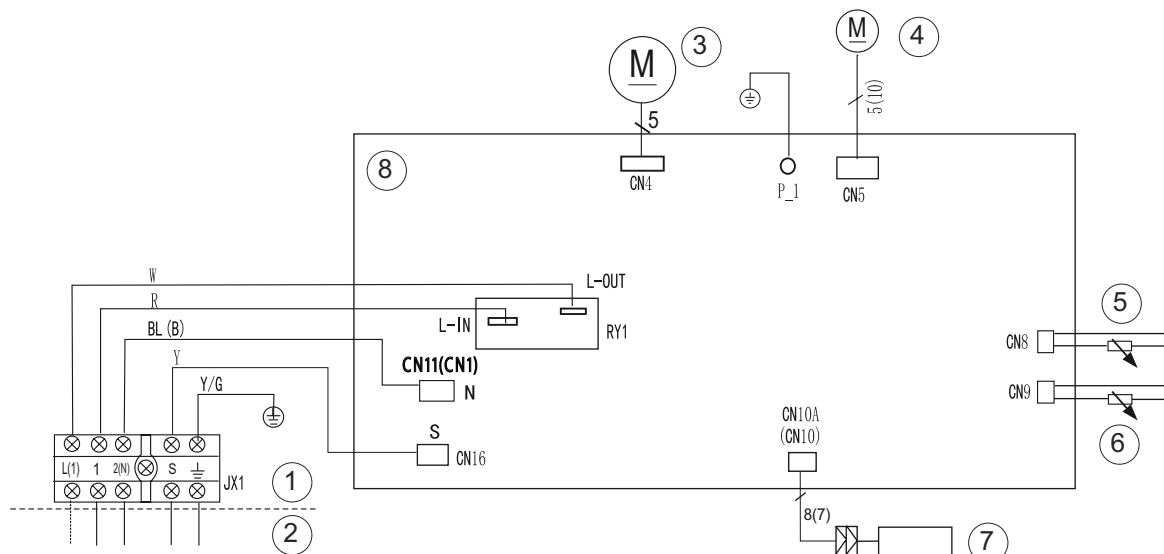 M
3
M
4
5
5(10)
8
CN4
P_1
CN5
W
L-OUT
R
L-IN
RY1
5
BL(B)
CN8
CN11(CN1)
Y
N
Y/G
CN9
CN10A
(CN10)
S
CN16
6
L(1) 1 2(N) S
JX1
1
8(7)
2
7